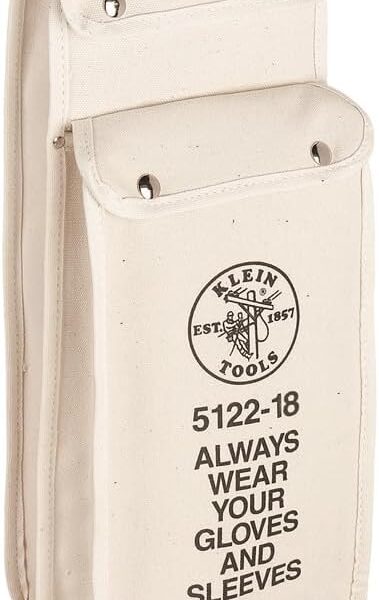 KLEIN
®
EST. 1857
TOOLS
5122-18
ALWAYS
WEAR
YOUR
GLOVES
AND
SLEEVES